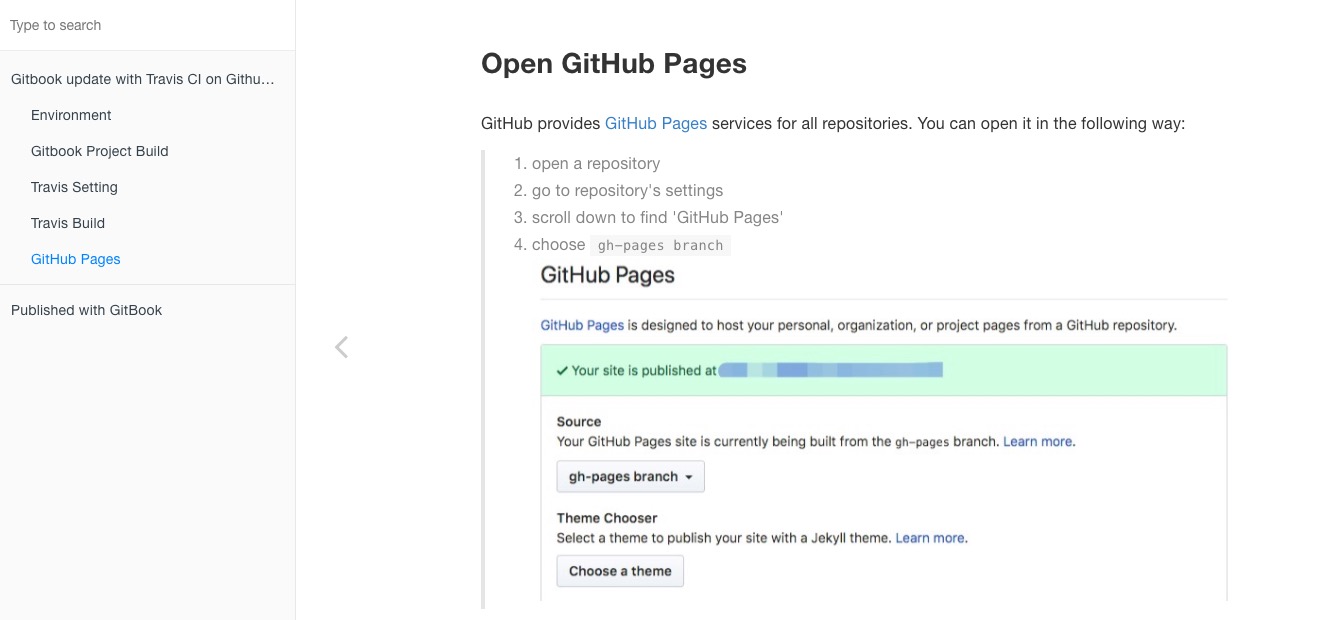 Type to search
Gitbook update with Travis CI on Githu…
Environment
Gitbook Project Build
Travis Setting
Travis Build
GitHub Pages
Published with GitBook
Open GitHub Pages
GitHub provides GitHub Pages services for all repositories. You can open it in the following way:
1. open a repository
2. go to repository's settings
3. scroll down to find 'GitHub Pages'
4. choose gh-pages branch
GitHub Pages
GitHub Pages is designed to host your personal, organization, or project pages from a GitHub repository.
✔ Your site is published at
Source
Your GitHub Pages site is currently being built from the gh-pages branch. Learn more.
gh-pages branch
Theme Chooser
Select a theme to publish your site with a Jekyll theme. Learn more.
Choose a theme